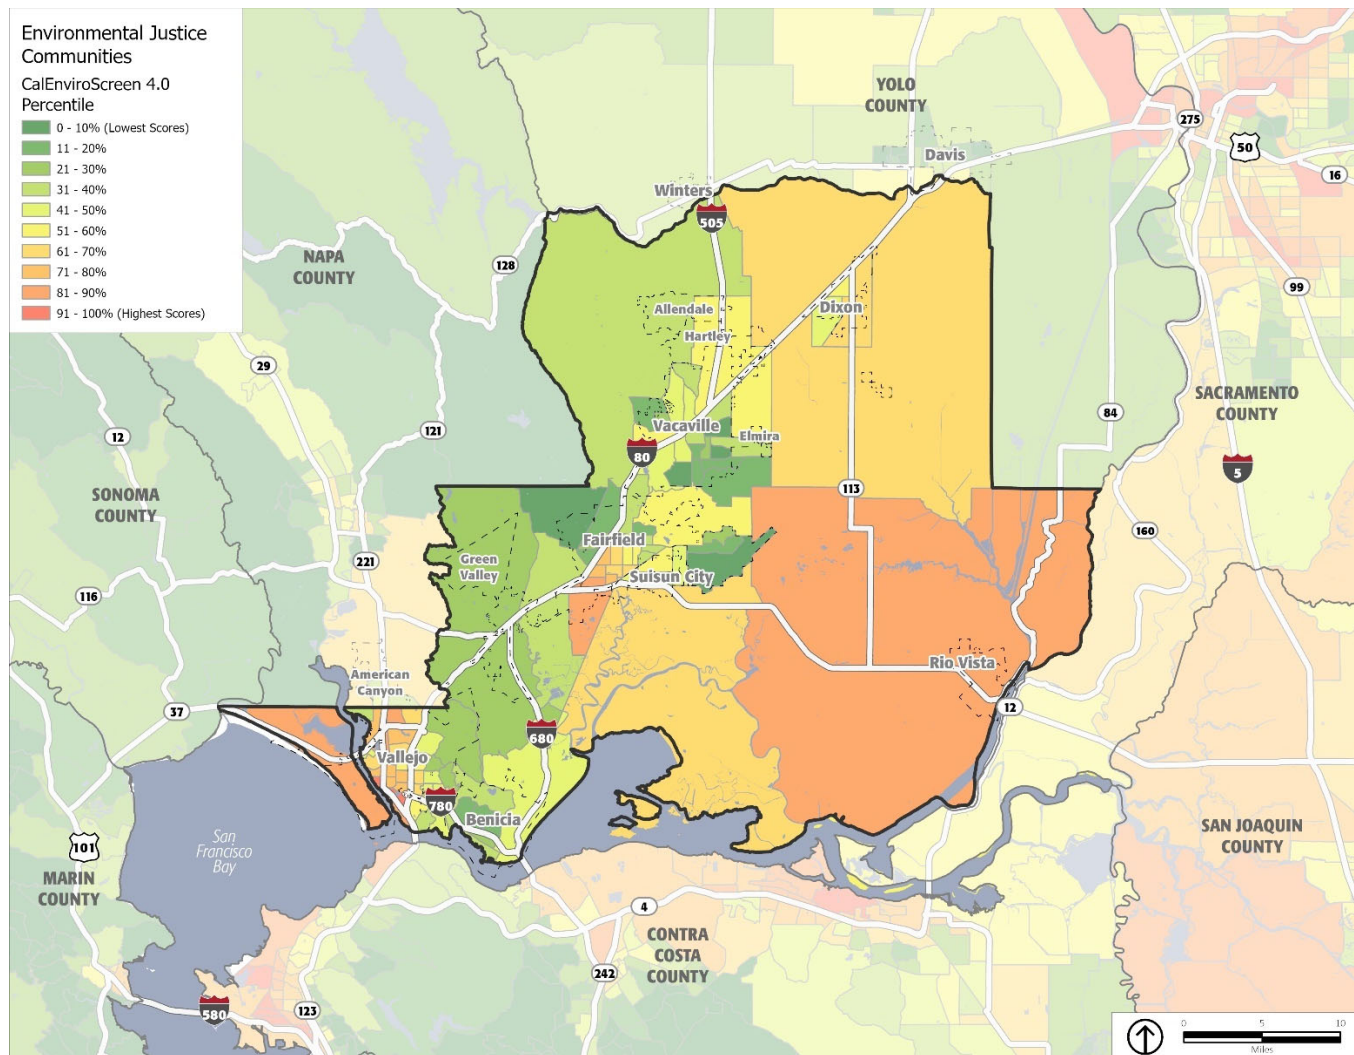 Environmental Justice
Communities
CalEnviroScreen 4.0
Percentile
0 - 10% (Lowest Scores)
11 - 20%
21 - 30%
31 - 40%
41 - 50%
51 - 60%
61 - 70%
71 - 80%
81 - 90%
91 - 100% (Highest Scores)
YOLO
COUNTY
275
50
Davis
16
Winters
505
NAPA
COUNTY
128
99
Allendale
Dixon
Hartley
29
SACRAMENTO
COUNTY
84
12
121
Vacaville
Elmira
80
5
SONOMA
COUNTY
113
160
Fairfield
221
Green
Valley
Suisun City
116
Rio Vista
American
Canyon
37
12
680
Vallejo
780
Benicia
San
Francisco
Bay
SAN JOAQUIN
COUNTY
101
MARIN
COUNTY
4
CONTRA
COSTA
COUNTY
242
580
123
0
5
10
Miles